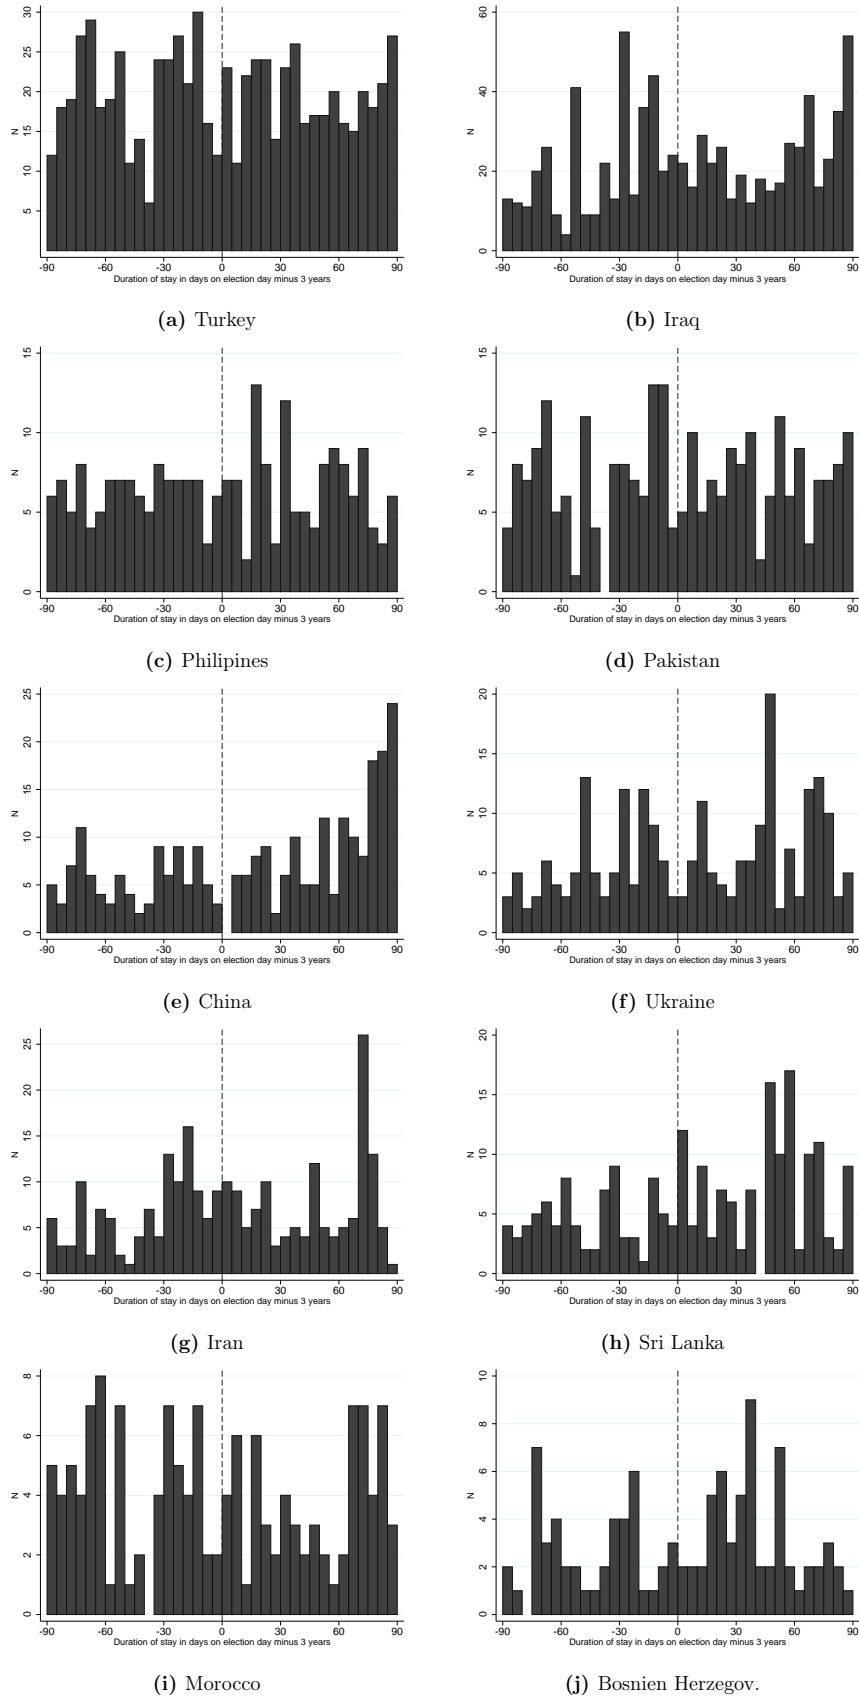 30
25
20
15
10
5
N
-90 -60 -30 0 30 60 90
Duration of stay in days on election day minus 3 years
(a) Turkey
60
40
20
0
N
-90 -60 -30 0 30 60 90
Duration of stay in days on election day minus 3 years
(b) Iraq
15
10
5
0
N
-90 -60 -30 0 30 60 90
Duration of stay in days on election day minus 3 years
(c) Philipines
15
10
5
0
N
-90 -60 -30 0 30 60 90
Duration of stay in days on election day minus 3 years
(d) Pakistan
25
20
15
10
5
0
N
-90 -60 -30 0 30 60 90
Duration of stay in days on election day minus 3 years
(e) China
20
15
10
5
0
N
-90 -60 -30 0 30 60 90
Duration of stay in days on election day minus 3 years
(f) Ukraine
25
20
15
10
5
0
N
-90 -60 -30 0 30 60 90
Duration of stay in days on election day minus 3 years
(g) Iran
20
15
10
5
0
N
-90 -60 -30 0 30 60 90
Duration of stay in days on election day minus 3 years
(h) Sri Lanka
8
6
4
2
0
N
-90 -60 -30 0 30 60 90
Duration of stay in days on election day minus 3 years
(i) Morocco
10
8
6
4
2
0
N
-90 -60 -30 0 30 60 90
Duration of stay in days on election day minus 3 years
(j) Bosnien Herzegov.